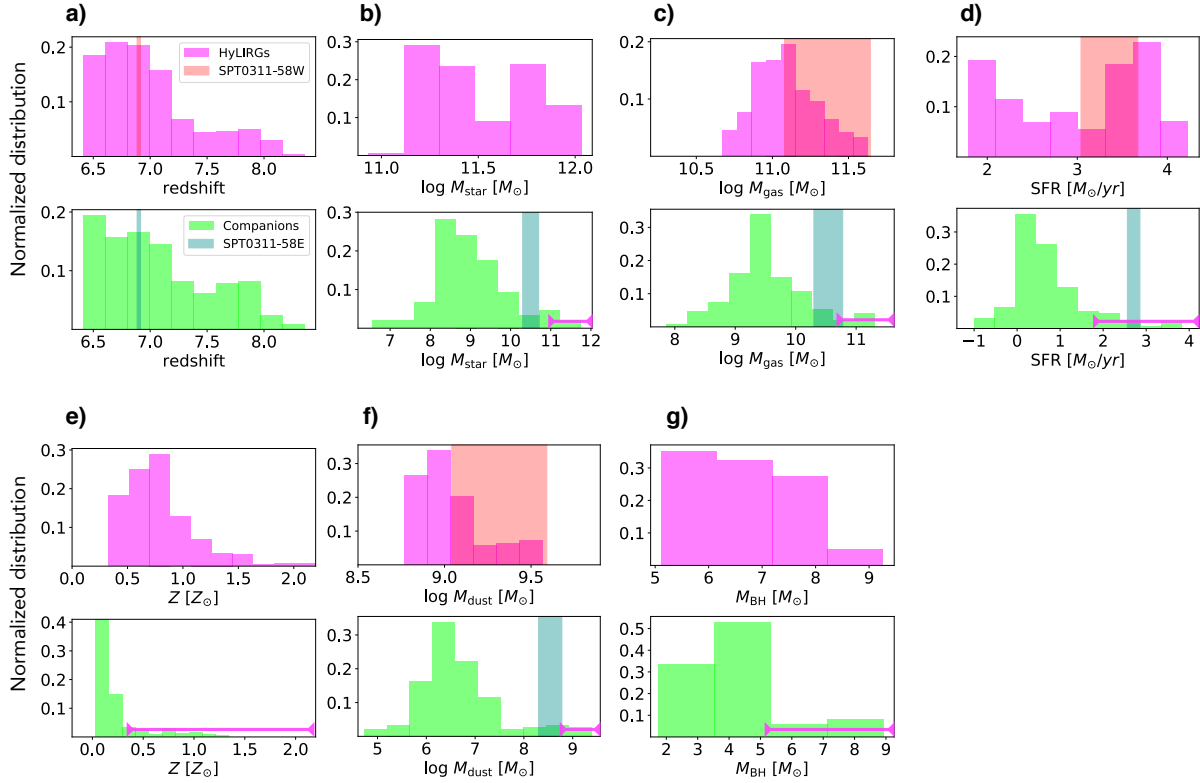 a)
b)
c)
d)
Normalized distribution
0.2
0.1
HyLIRGs
SPT0311-58W
6.5 7.0 7.5 8.0
redshift
0.3
0.2
0.1
11.0 11.5 12.0
log M_star [M_⊙]
0.2
0.1
10.5 11.0 11.5
log M_gas [M_⊙]
0.2
0.1
2 3 4
SFR [M_⊙/yr]
0.2
0.1
Companions
SPT0311-58E
6.5 7.0 7.5 8.0
redshift
0.3
0.2
0.1
7 8 9 10 11 12
log M_star [M_⊙]
0.3
0.2
0.1
8 9 10 11
log M_gas [M_⊙]
0.3
0.2
0.1
−1 0 1 2 3 4
SFR [M_⊙/yr]
e)
f)
g)
Normalized distribution
0.3
0.2
0.1
0.0 0.5 1.0 1.5 2.0
Z [Z_⊙]
0.3
0.2
0.1
8.5 9.0 9.5
log M_dust [M_⊙]
0.3
0.2
0.1
5 6 7 8 9
M_BH [M_⊙]
0.4
0.3
0.2
0.1
0.0 0.5 1.0 1.5 2.0
Z [Z_⊙]
0.3
0.2
0.1
5 6 7 8 9
log M_dust [M_⊙]
0.5
0.4
0.3
0.2
0.1
2 3 4 5 6 7 8 9
M_BH [M_⊙]